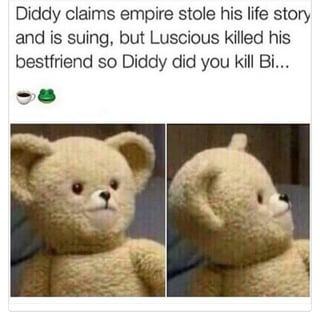 Diddy claims empire stole his life story
and is suing, but Luscious killed his
bestfriend so Diddy did you kill Bi...